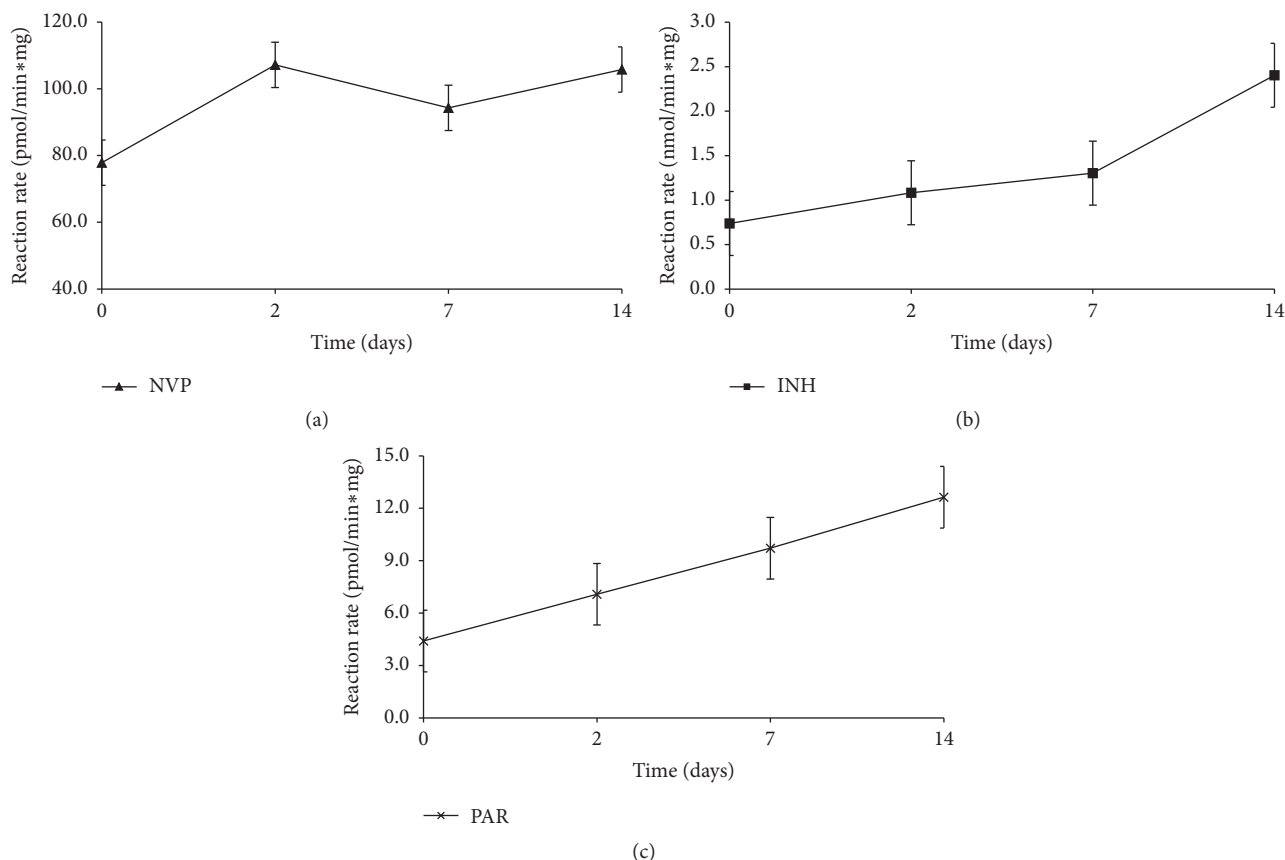 Reaction rate (pmol/min∗mg)
120.0
100.0
80.0
60.0
40.0
0 2 7 14
Time (days)
NVP
(a)
Reaction rate (nmol/min∗mg)
3.0
2.5
2.0
1.5
1.0
0.5
0.0
0 2 7 14
Time (days)
INH
(b)
Reaction rate (pmol/min∗mg)
15.0
12.0
9.0
6.0
3.0
0.0
0 2 7 14
Time (days)
PAR
(c)